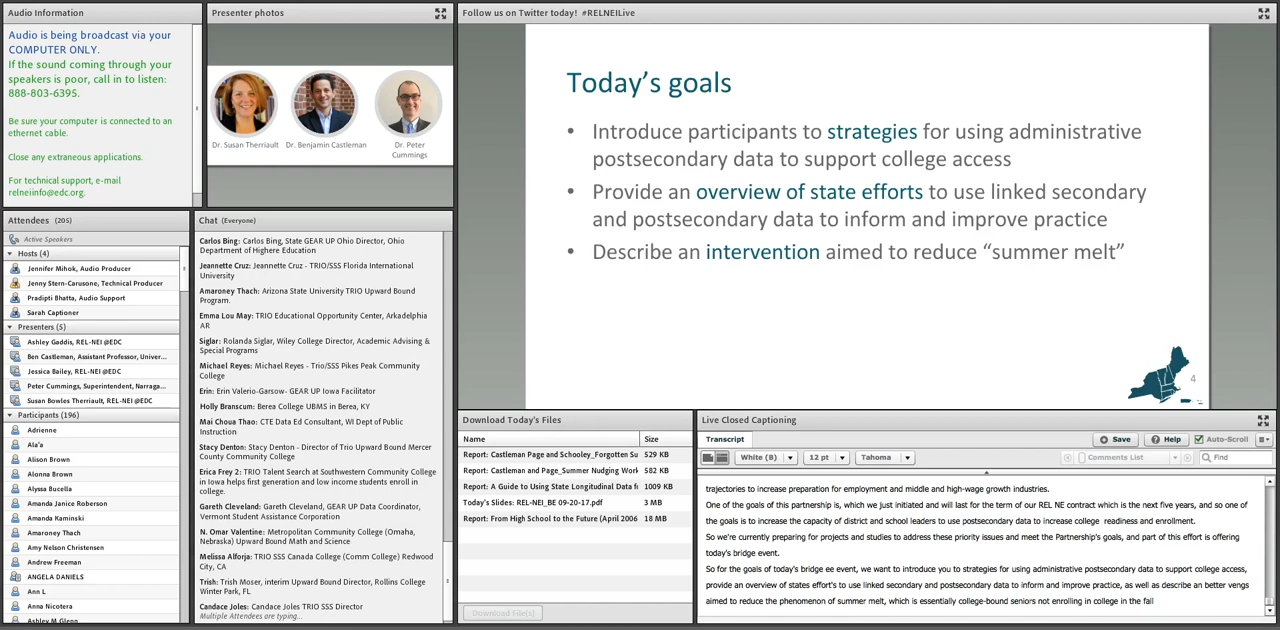 Audio Information
Audio is being broadcast via your
COMPUTER ONLY.
If the sound coming through your
speakers is poor, call in to listen:
888-803-6395.
Be sure your computer is connected to an
ethernet cable.
Close any extraneous applications.
For technical support, e-mail
relneiinfo@edc.org.
Presenter photos
Dr. Susan Therriault
Dr. Benjamin Castleman
Dr. Peter
Cummings
Follow us on Twitter today! #RELNEILive
Today's goals
• Introduce participants to strategies for using administrative
postsecondary data to support college access
• Provide an overview of state efforts to use linked secondary
and postsecondary data to inform and improve practice
• Describe an intervention aimed to reduce “summer melt”
4
Attendees (205)
Active Speakers
Hosts (4)
Jennifer Mihok, Audio Producer
Jenny Stern-Carusone, Technical Producer
Pradipti Bhatta, Audio Support
Sarah Captioner
Presenters (5)
Ashley Gaddis, REL-NEI @EDC
Ben Castleman, Assistant Professor, Univer...
Jessica Bailey, REL-NEI @EDC
Peter Cummings, Superintendent, Narraga...
Susan Bowles Therriault, REL-NEI @EDC
Participants (196)
Adrienne
Ala'a
Alison Brown
Alonna Brown
Alyssa Bucella
Amanda Janice Roberson
Amanda Kaminski
Amaroney Thach
Amy Nelson Christensen
Andrew Freeman
ANGELA DANIELS
Ann L
Anna Nicotera
Ashley M Glenn
Chat (Everyone)
Carlos Bing: Carlos Bing, State GEAR UP Ohio Director, Ohio
Department of Highere Education
Jeannette Cruz: Jeannette Cruz - TRIO/SSS Florida International
University
Amaroney Thach: Arizona State University TRIO Upward Bound
Program.
Emma Lou May: TRIO Educational Opportunity Center, Arkadelphia
AR
Siglar: Rolanda Siglar, Wiley College Director, Academic Advising &
Special Programs
Michael Reyes: Michael Reyes - Trio/SSS Pikes Peak Community
College
Erin: Erin Valerio-Garsow- GEAR UP Iowa Facilitator
Holly Branscum: Berea College UBMS in Berea, KY
Mai Choua Thao: CTE Data Ed Consultant, WI Dept of Public
Instruction
Stacy Denton: Stacy Denton - Director of Trio Upward Bound Mercer
County Community College
Erica Frey 2: TRIO Talent Search at Southwestern Community College
in Iowa helps first generation and low income students enroll in
college.
Gareth Cleveland: Gareth Cleveland, GEAR UP Data Coordinator,
Vermont Student Assistance Corporation
N. Omar Valentine: Metropolitan Community College (Omaha,
Nebraska) Upward Bound Math and Science
Melissa Alforja: TRIO SSS Canada College (Comm College) Redwood
City, CA
Trish: Trish Moser, interim Upward Bound Director, Rollins College
Winter Park, FL
Candace Joles: Candace Joles TRIO SSS Director
Multiple Attendees are typing...
Download Today's Files
Name Size
Report: Castleman Page and Schooley_Forgotten Su 529 KB
Report: Castleman and Page_Summer Nudging Work 582 KB
Report: A Guide to Using State Longitudinal Data fo 1009 KB
Today's Slides: REL-NEI_BE 09-20-17.pdf 3 MB
Report: From High School to the Future (April 2006 18 MB
Download File(s)
Live Closed Captioning
Transcript Save Help Auto-Scroll
White (B) 12 pt Tahoma Comments List Find
trajectories to increase preparation for employment and middle and high-wage growth industries.
One of the goals of this partnership is, which we just initiated and will last for the term of our REL NE contract which is the next five years, and so one of
the goals is to increase the capacity of district and school leaders to use postsecondary data to increase college readiness and enrollment.
So we're currently preparing for projects and studies to address these priority issues and meet the Partnership's goals, and part of this effort is offering
today's bridge event.
So for the goals of today's bridge ee event, we want to introduce you to strategies for using administrative postsecondary data to support college access,
provide an overview of states effort's to use linked secondary and postsecondary data to inform and improve practice, as well as describe an better vengs
aimed to reduce the phenomenon of summer melt, which is essentially college-bound seniors not enrolling in college in the fall